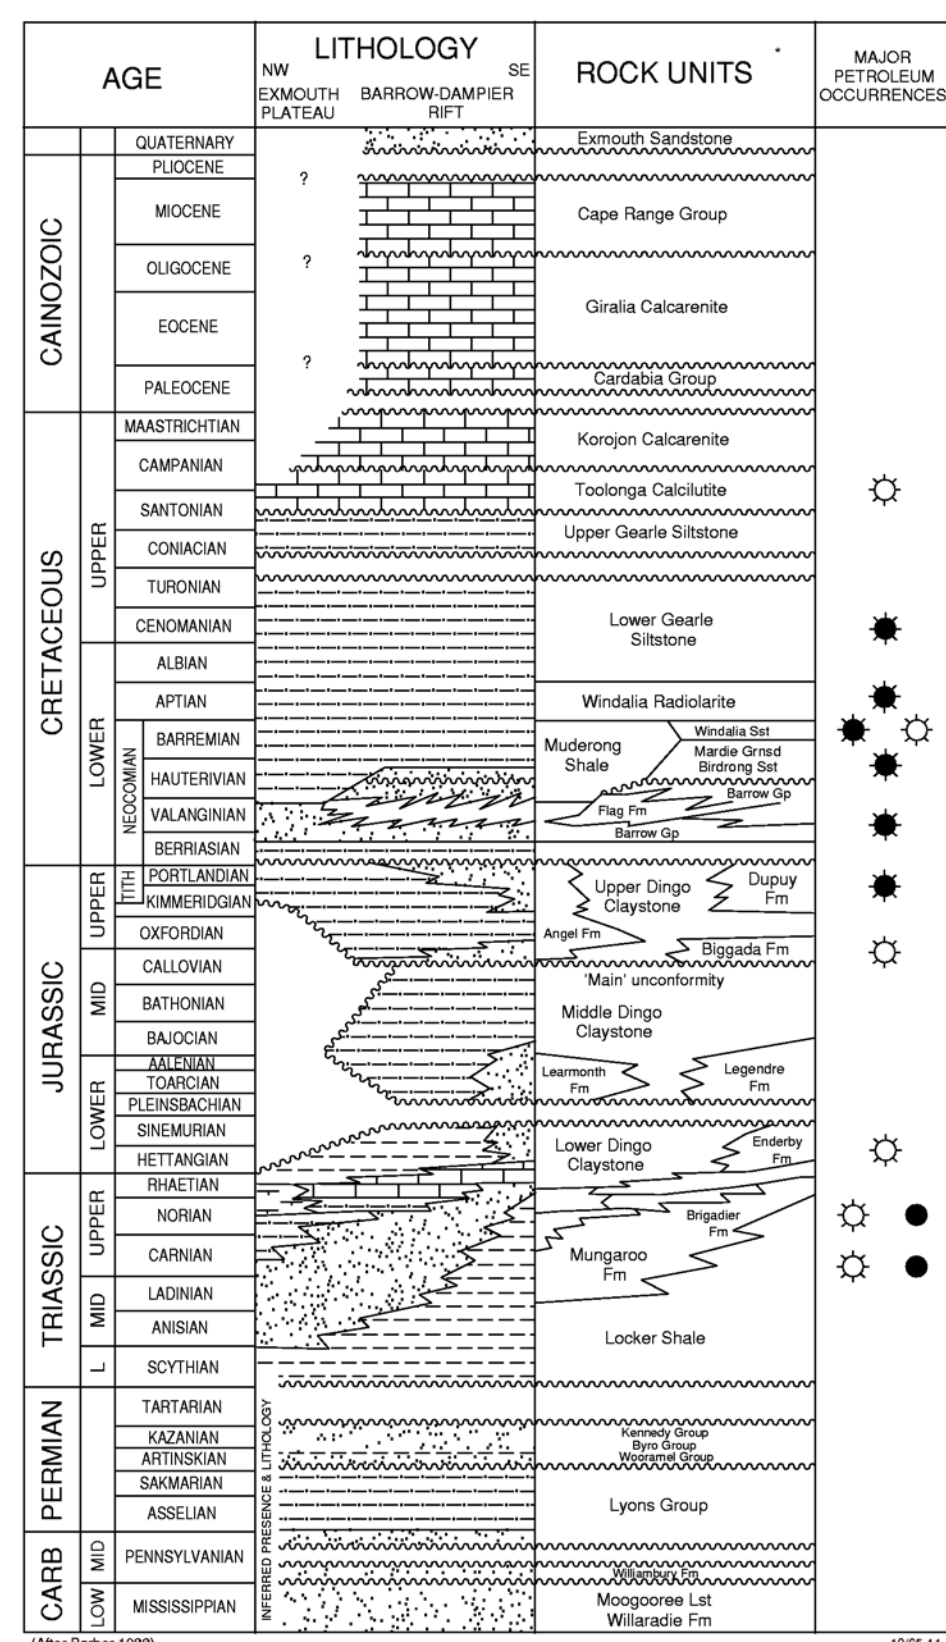 AGE
LITHOLOGY
NW
SE
EXMOUTH
PLATEAU
BARROW-DAMPIER
RIFT
ROCK UNITS
*
MAJOR
PETROLEUM
OCCURRENCES
CAINOZOIC
QUATERNARY
PLIOCENE
MIOCENE
OLIGOCENE
EOCENE
PALEOCENE
?
?
?
Exmouth Sandstone
Cape Range Group
Giralia Calcarenite
Cardabia Group
CRETACEOUS
UPPER
MAASTRICHTIAN
CAMPANIAN
SANTONIAN
CONIACIAN
TURONIAN
CENOMANIAN
LOWER
ALBIAN
APTIAN
NEOCOMIAN
BARREMIAN
HAUTERIVIAN
VALANGINIAN
BERRIASIAN
Korojon Calcarenite
Toolonga Calcilutite
Upper Gearle Siltstone
Lower Gearle
Siltstone
Windalia Radiolarite
Muderong
Shale
Windalia Sst
Mardie Grnsd
Birdrong Sst
Barrow Gp
Flag Fm
Barrow Gp
JURASSIC
UPPER
TITH
PORTLANDIAN
KIMMERIDGIAN
OXFORDIAN
MID
CALLOVIAN
BATHONIAN
BAJOCIAN
LOWER
AALENIAN
TOARCIAN
PLEINSBACHIAN
SINEMURIAN
HETTANGIAN
Upper Dingo
Claystone
Dupuy
Fm
Angel Fm
Biggada Fm
'Main' unconformity
Middle Dingo
Claystone
Learmonth
Fm
Legendre
Fm
Lower Dingo
Claystone
Enderby
Fm
TRIASSIC
UPPER
RHAETIAN
NORIAN
CARNIAN
MID
LADINIAN
ANISIAN
L
SCYTHIAN
Brigadier
Fm
Mungaroo
Fm
Locker Shale
PERMIAN
TARTARIAN
KAZANIAN
ARTINSKIAN
SAKMARIAN
ASSELIAN
INFERRED PRESENCE & LITHOLOGY
Kennedy Group
Byro Group
Wooramel Group
Lyons Group
CARB
MID
PENNSYLVANIAN
LOW
MISSISSIPPIAN
Williambury Fm
Moogooree Lst
Willaradie Fm
(After Barber 1988)